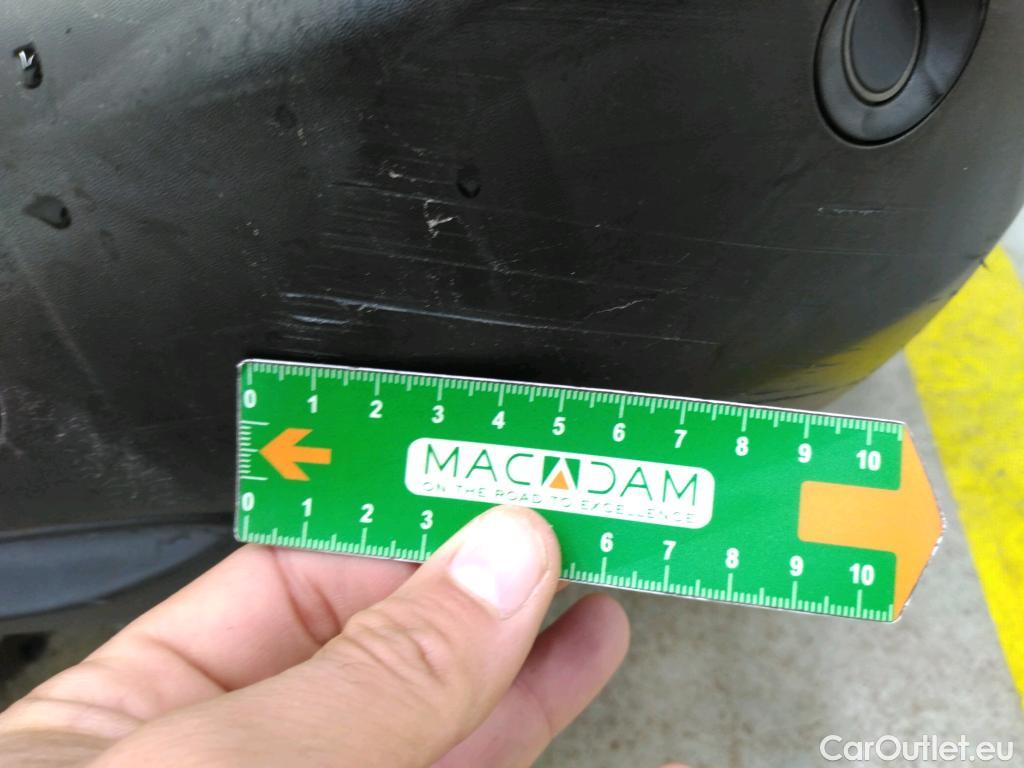 0 1 2 3 4 5 6 7 8 9 10
MACADAM
ON THE ROAD TO EXCELLENCE
0 1 2 3 6 7 8 9 10
CarOutlet.eu